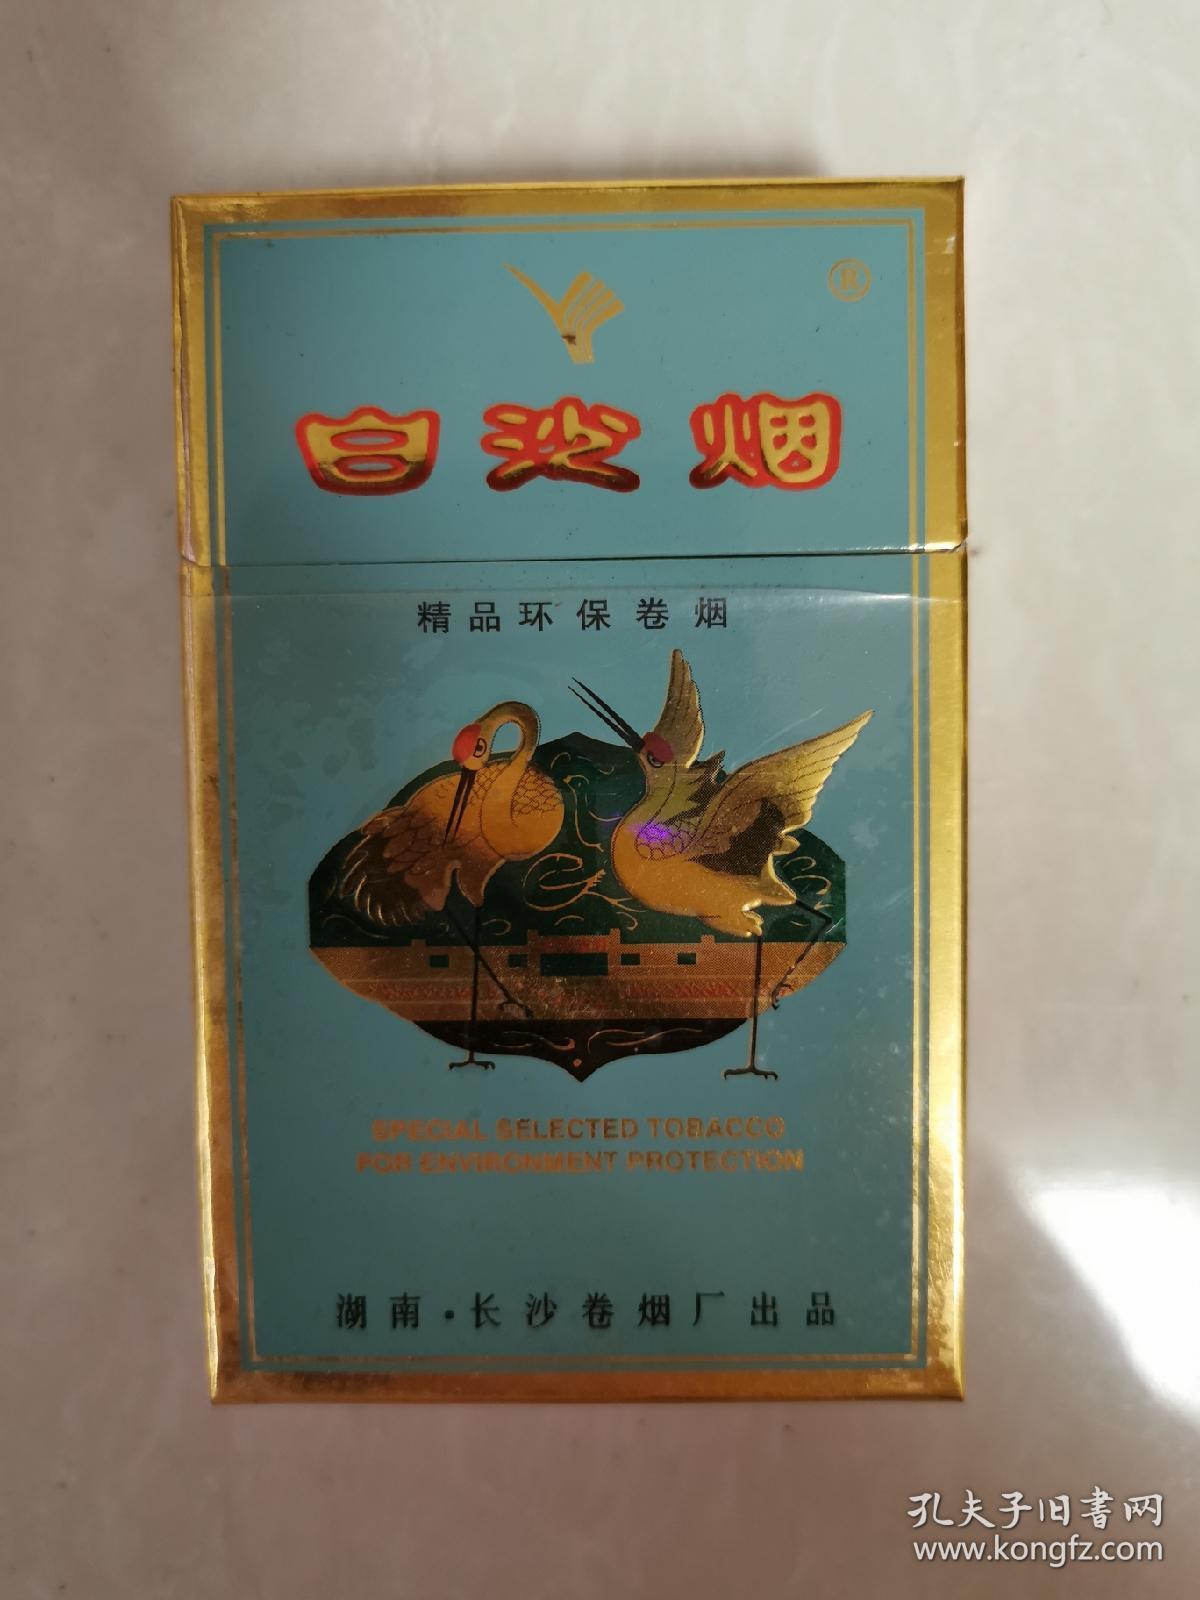 ®
白沙烟
精品环保卷烟
SPECIAL SELECTED TOBACCO
FOR ENVIRONMENT PROTECTION
湖南·长沙卷烟厂出品
孔夫子旧书网
www.kongfz.com